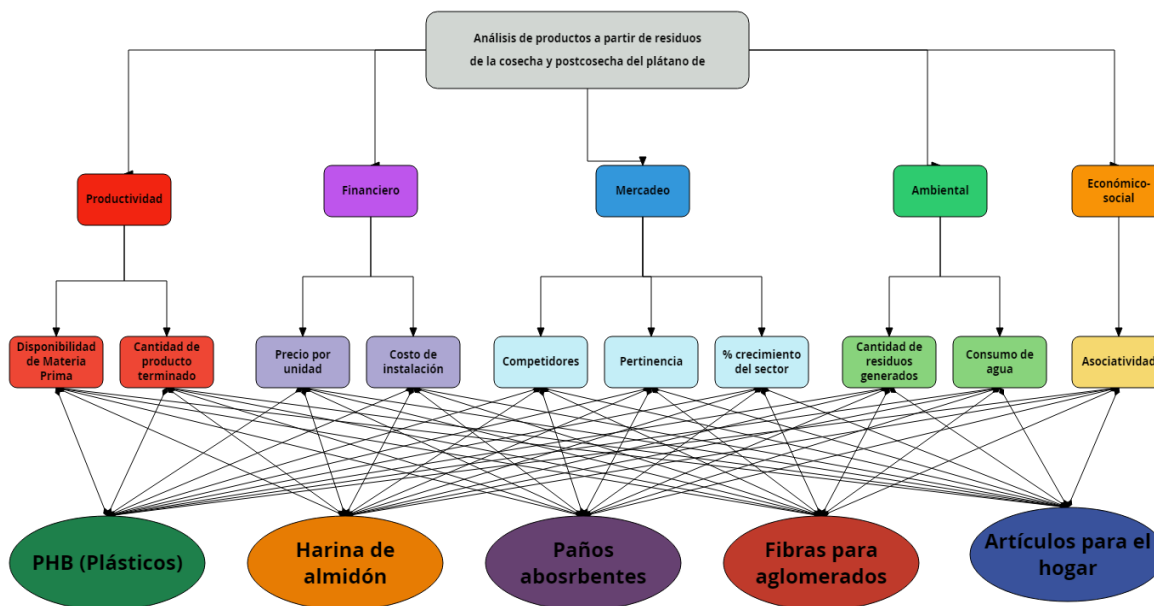 Análisis de productos a partir de residuos
de la cosecha y postcosecha del plátano de
Productividad
Financiero
Mercadeo
Ambiental
Económico-
social
Disponibilidad
de Materia
Prima
Cantidad de
producto
terminado
Precio por
unidad
Costo de
instalación
Competidores
Pertinencia
% crecimiento
del sector
Cantidad de
residuos
generados
Consumo de
agua
Asociatividad
PHB (Plásticos)
Harina de
almidón
Paños
abosrbentes
Fibras para
aglomerados
Artículos para el
hogar